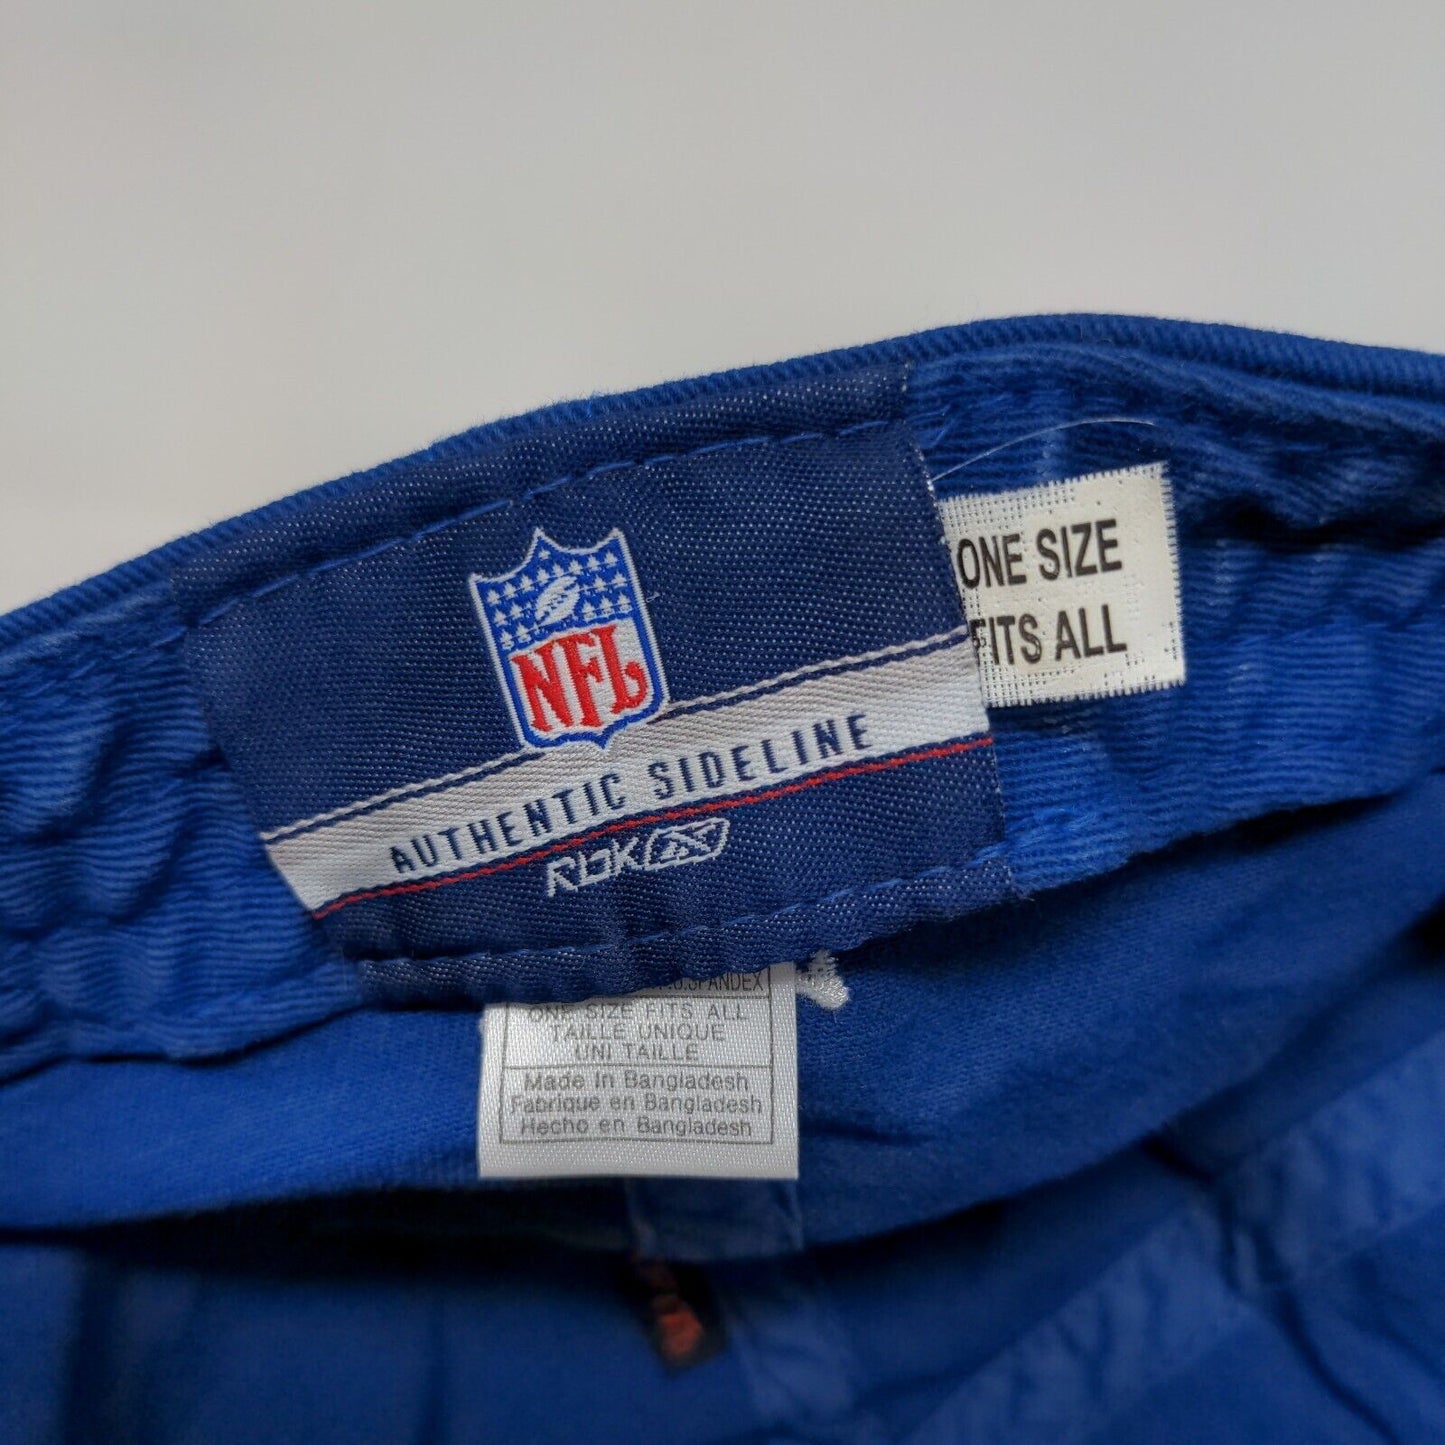 NFL
AUTHENTIC SIDELINE
RBK
ONE SIZE
FITS ALL
SPANDEX
ONE SIZE FITS ALL
TAILLE UNIQUE
UNI TAILLE
Made In Bangladesh
Fabrique en Bangladesh
Hecho en Bangladesh